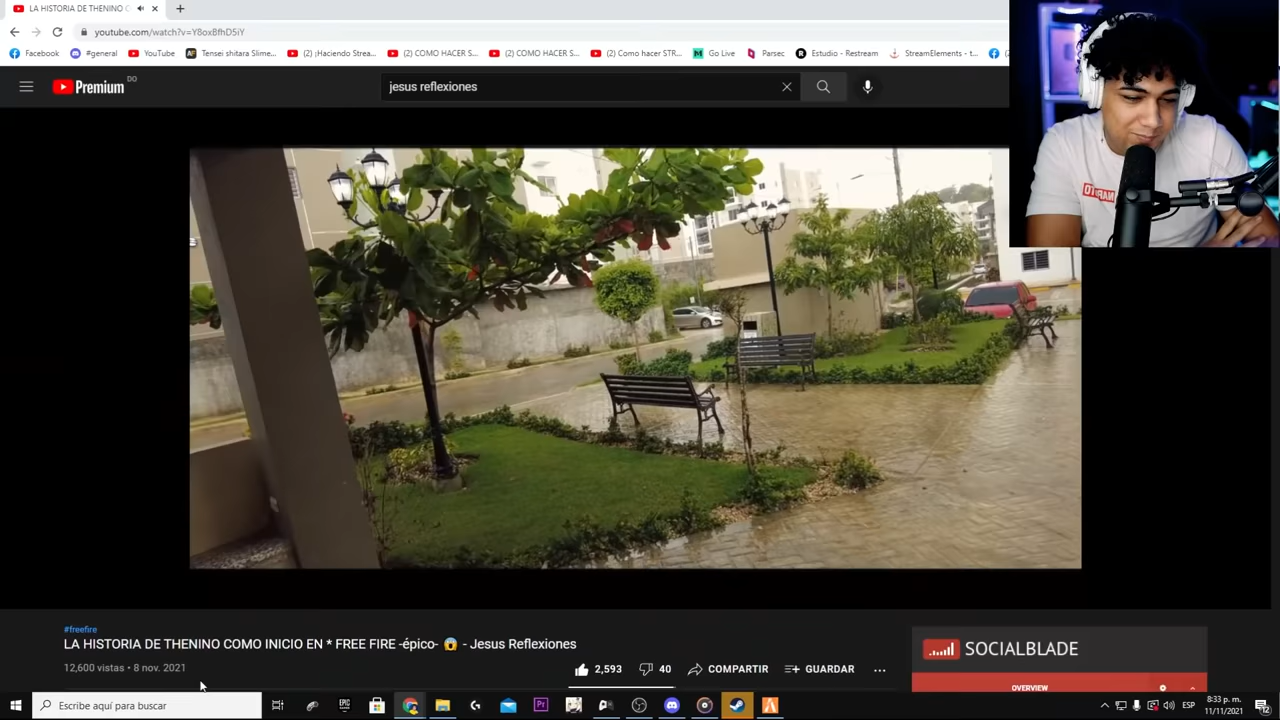 LA HISTORIA DE THENINO C
youtube.com/watch?v=Y8oxBfhD5iY
Facebook
#general
YouTube
Tensei shitara Slime...
(2) ¡Haciendo Strea...
(2) COMO HACER S...
(2) COMO HACER S...
(2) Como hacer STR...
Go Live
Parsec
Estudio - Restream
StreamElements - t...
Premium DO
jesus reflexiones
#freefire
LA HISTORIA DE THENINO COMO INICIO EN * FREE FIRE -épico- 😱 - Jesus Reflexiones
12,600 vistas • 8 nov. 2021
2,593
40
COMPARTIR
GUARDAR
SOCIALBLADE
OVERVIEW
Escribe aquí para buscar
EPIC
Pr
ESP
8:33 p. m.
11/11/2021
12